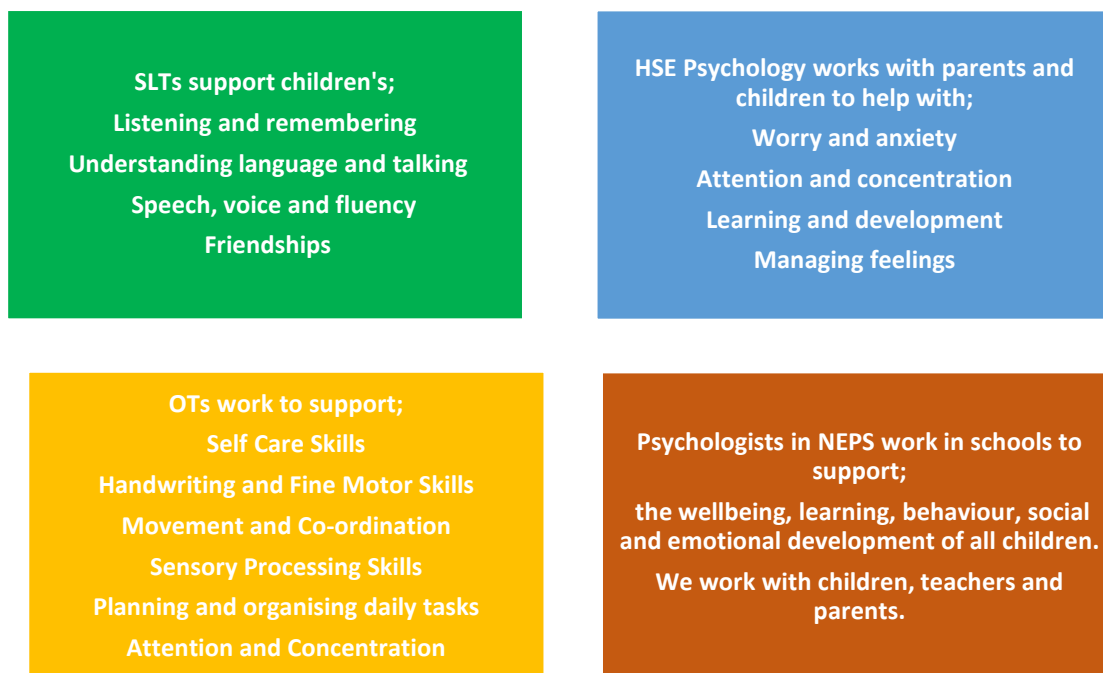 SLTs support children's;
Listening and remembering
Understanding language and talking
Speech, voice and fluency
Friendships
HSE Psychology works with parents and
children to help with;
Worry and anxiety
Attention and concentration
Learning and development
Managing feelings
OTs work to support;
Self Care Skills
Handwriting and Fine Motor Skills
Movement and Co-ordination
Sensory Processing Skills
Planning and organising daily tasks
Attention and Concentration
Psychologists in NEPS work in schools to
support;
the wellbeing, learning, behaviour, social
and emotional development of all children.
We work with children, teachers and
parents.